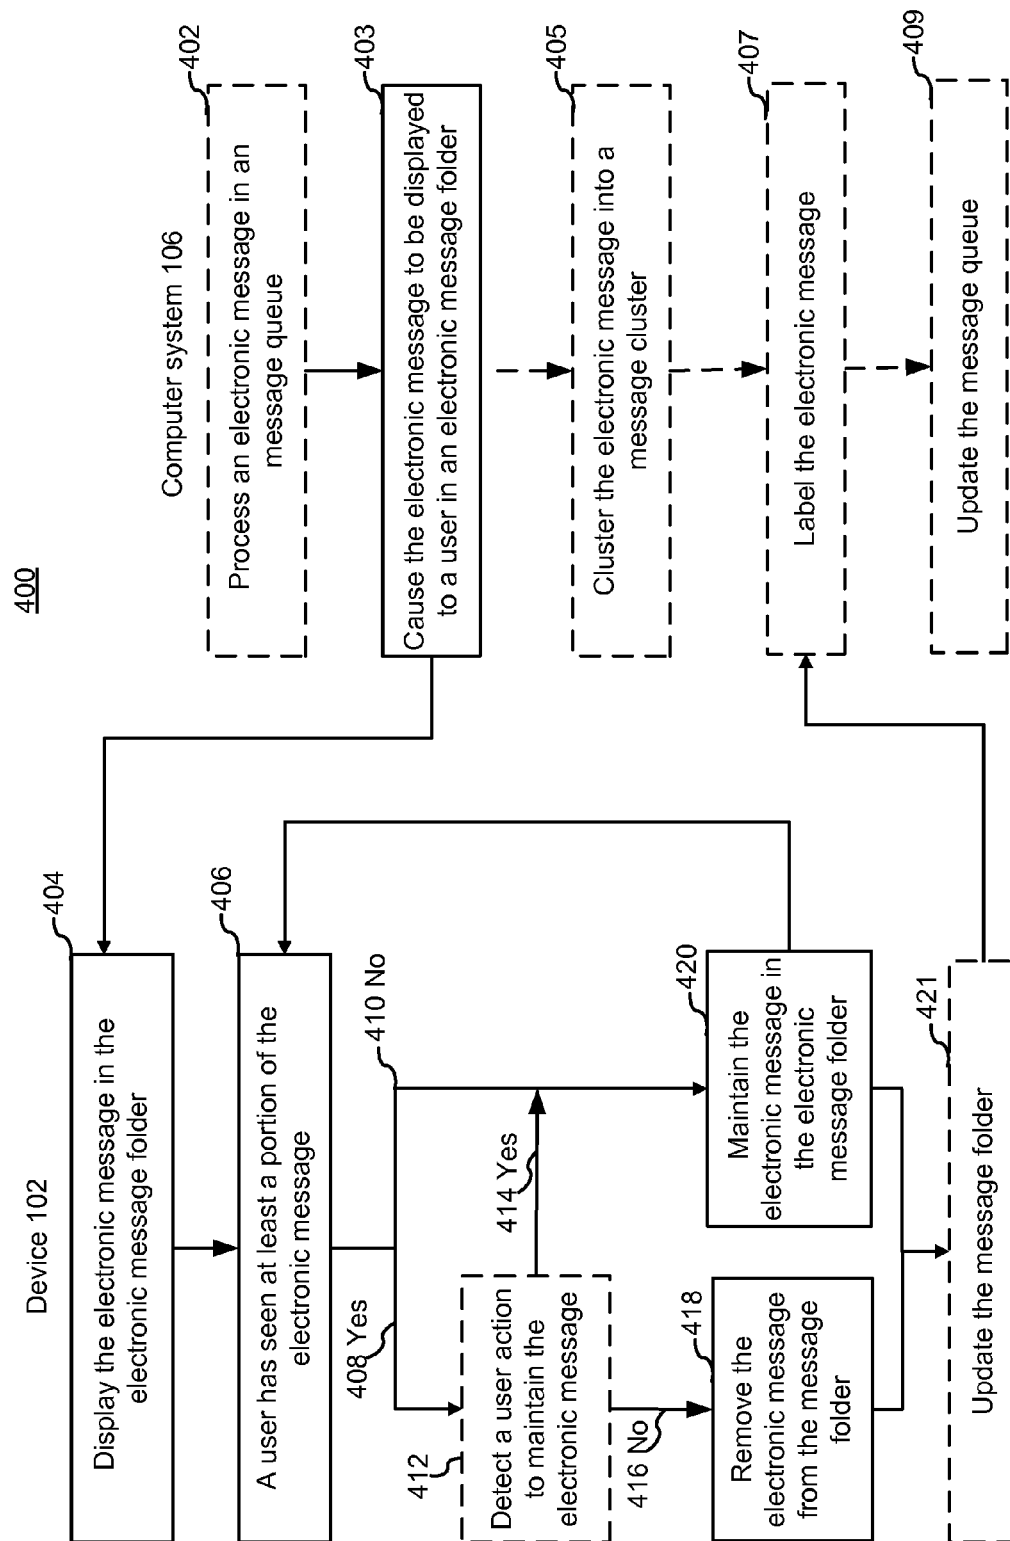 400
Device 102
Computer system 106
402
Process an electronic message in an
message queue
403
Cause the electronic message to be displayed
to a user in an electronic message folder
404
Display the electronic message in the
electronic message folder
405
Cluster the electronic message into a
message cluster
406
A user has seen at least a portion of the
electronic message
407
Label the electronic message
408 Yes
410 No
409
Update the message queue
412
Detect a user action
to maintain the
electronic message
414 Yes
416 No
418
Remove the
electronic message
from the message
folder
420
Maintain the
electronic message in
the electronic
message folder
421
Update the message folder